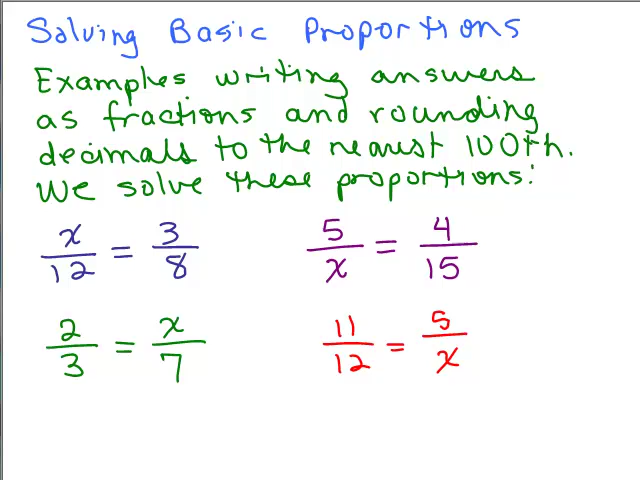 Solving Basic Proportions
Examples writing answers
as fractions and rounding
decimals to the nearest 100th.
We solve these proportions:
x/12 = 3/8
5/x = 4/15
2/3 = x/7
11/12 = 5/x